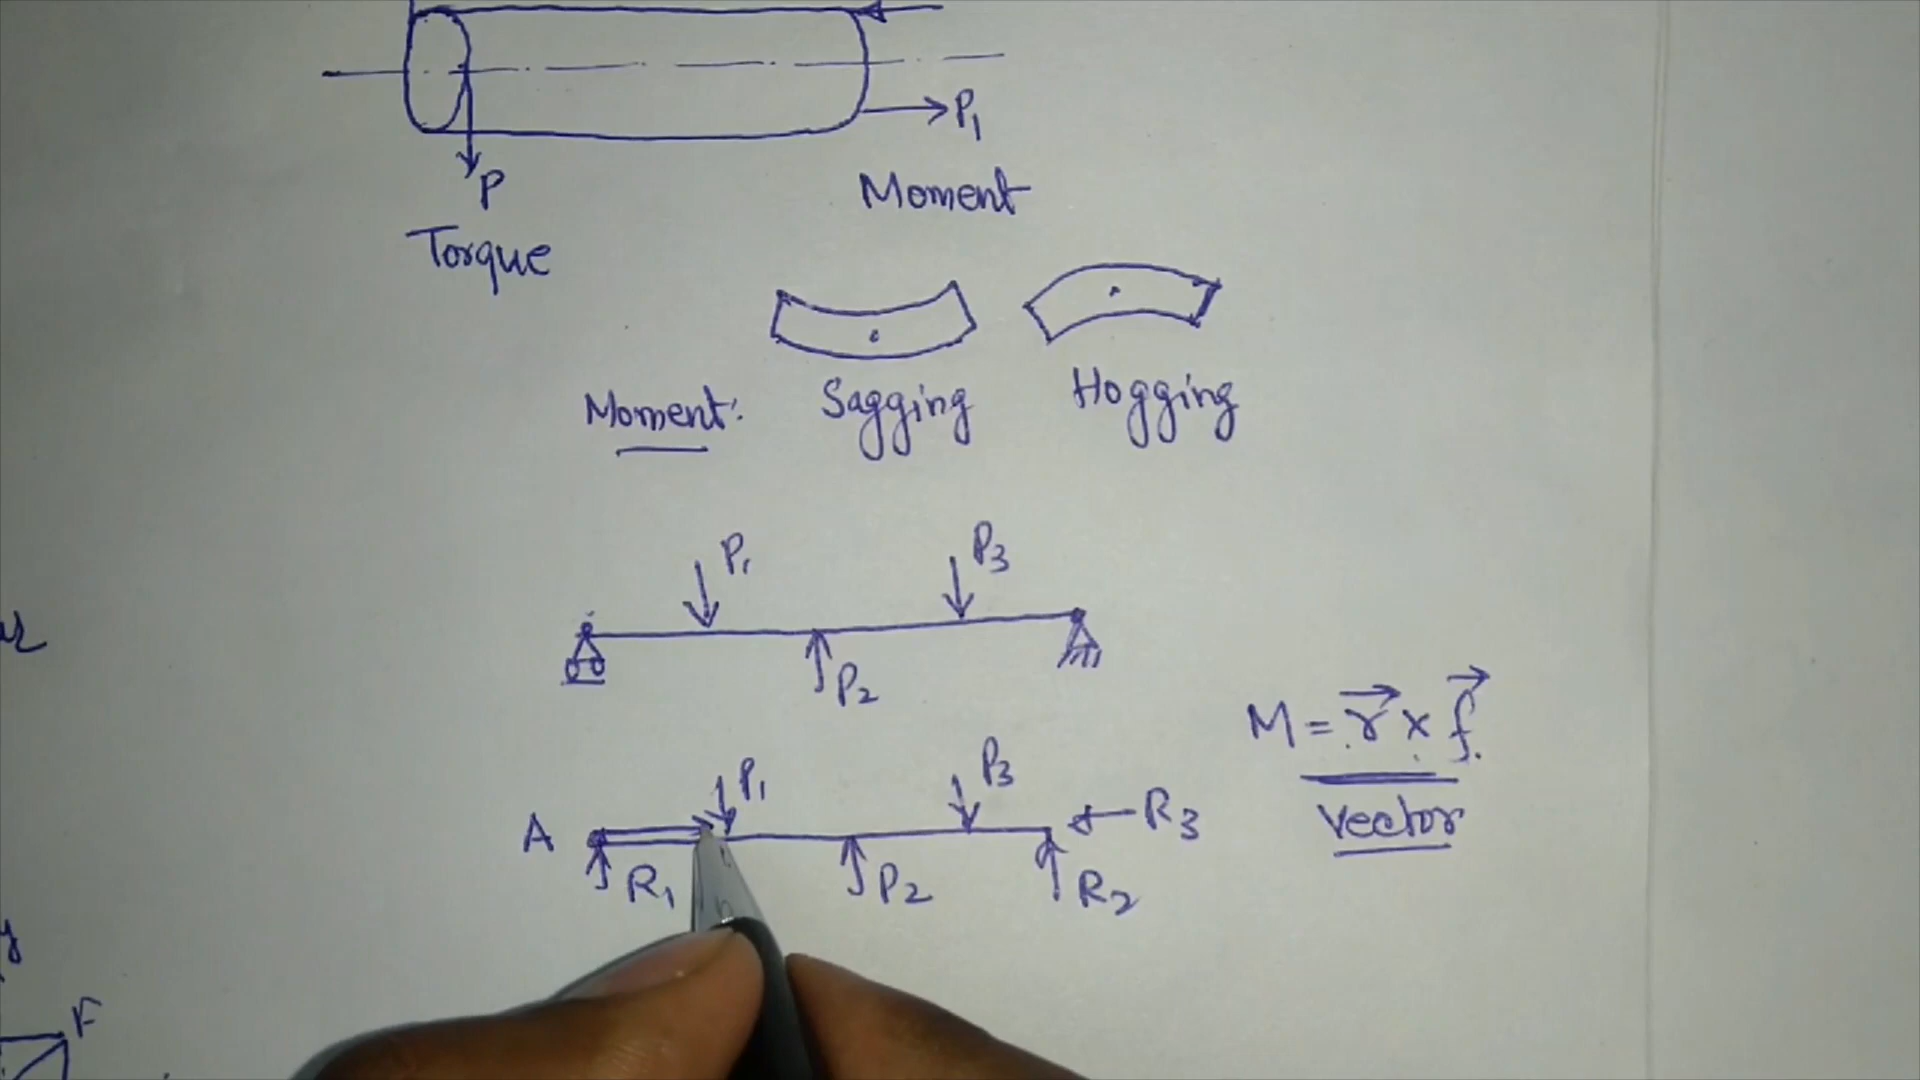 P₁
P
Moment
Torque
Moment: Sagging Hogging
P₁ P₃
P₂
M = r⃗ × f⃗
P₁ P₃
A R₃ Vector
R₁ P₂ R₂
F